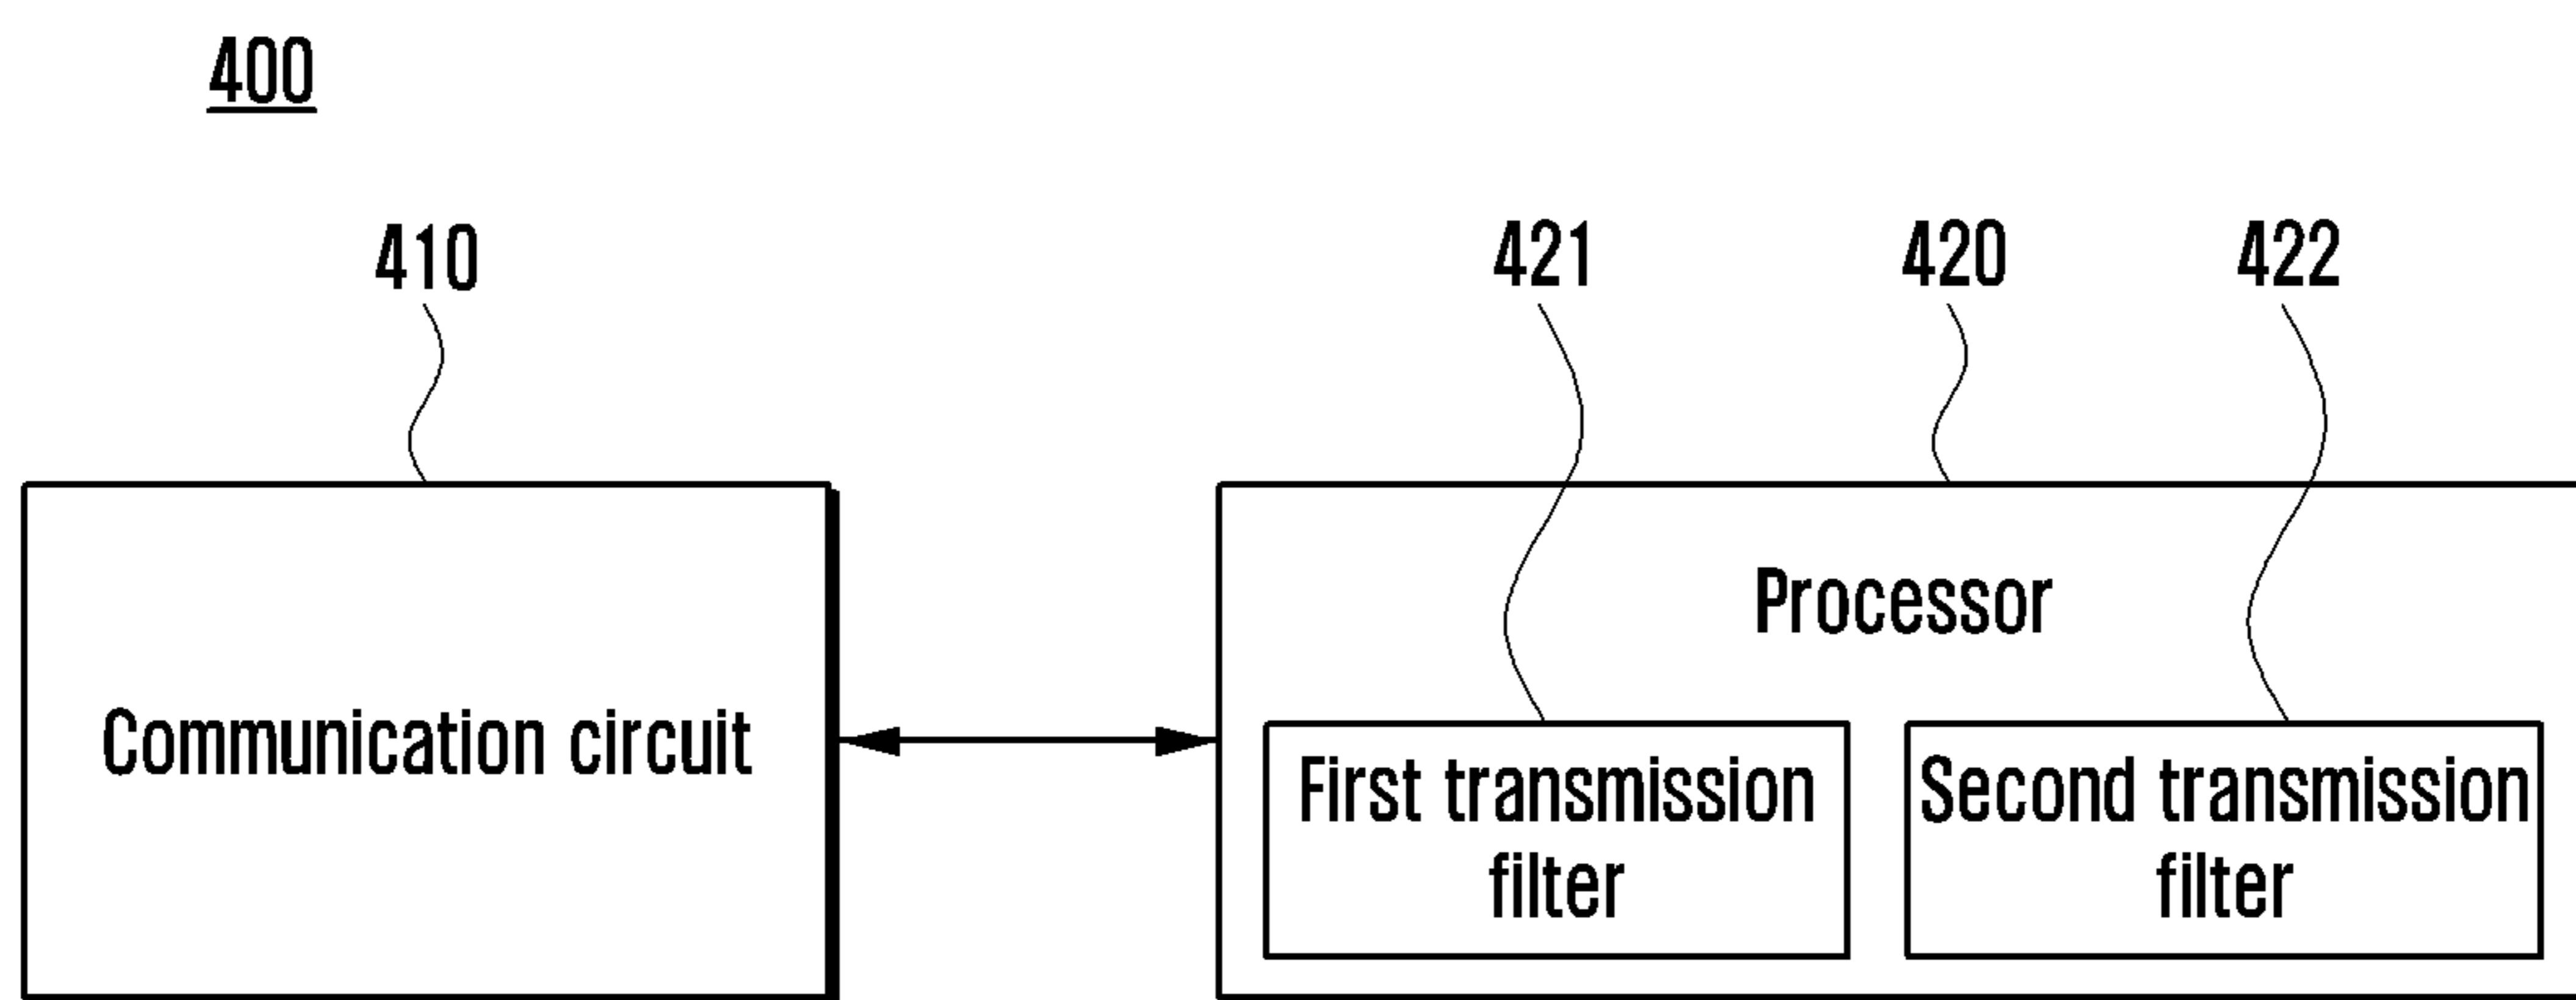 400
410
421
420
422
Processor
Communication circuit
First transmission
filter
Second transmission
filter